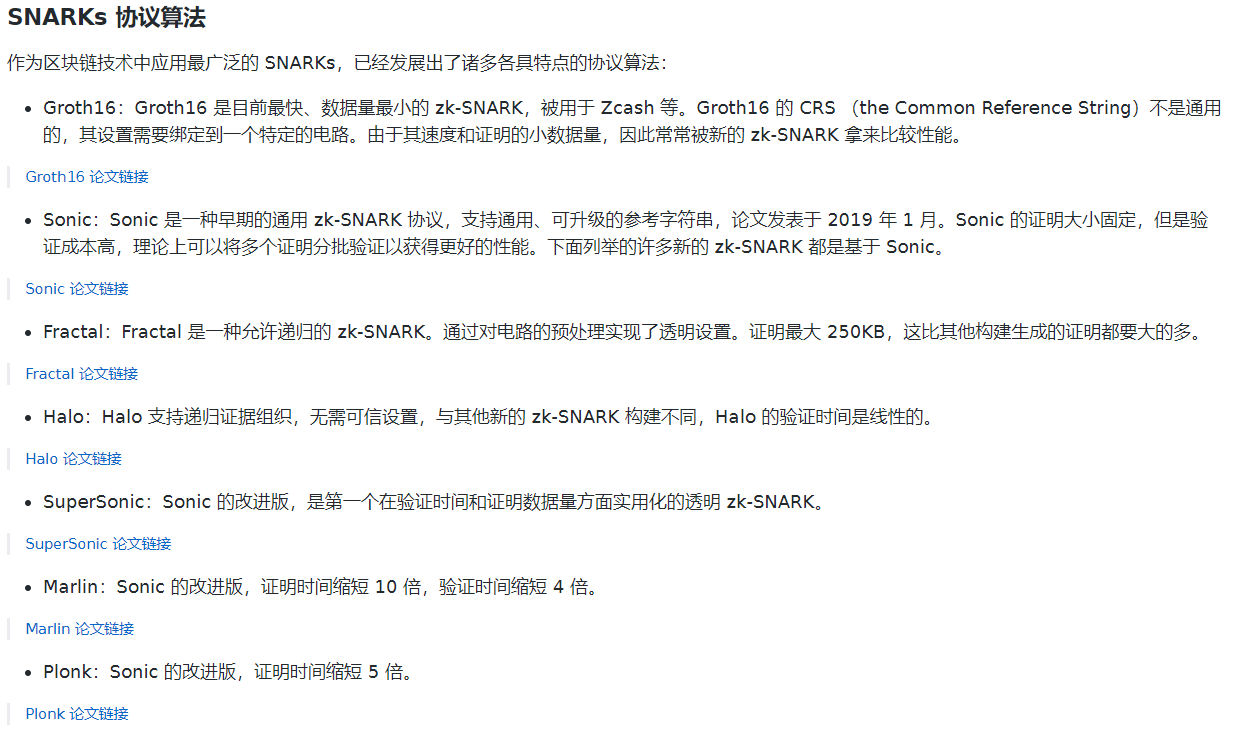 SNARKs 协议算法
作为区块链技术中应用最广泛的 SNARKs，已经发展出了诸多各具特点的协议算法：
• Groth16：Groth16 是目前最快、数据量最小的 zk-SNARK，被用于 Zcash 等。Groth16 的 CRS （the Common Reference String）不是通用
的，其设置需要绑定到一个特定的电路。由于其速度和证明的小数据量，因此常常被新的 zk-SNARK 拿来比较性能。
Groth16 论文链接
• Sonic：Sonic 是一种早期的通用 zk-SNARK 协议，支持通用、可升级的参考字符串，论文发表于 2019 年 1 月。Sonic 的证明大小固定，但是验
证成本高，理论上可以将多个证明分批验证以获得更好的性能。下面列举的许多新的 zk-SNARK 都是基于 Sonic。
Sonic 论文链接
• Fractal：Fractal 是一种允许递归的 zk-SNARK。通过对电路的预处理实现了透明设置。证明最大 250KB，这比其他构建生成的证明都要大的多。
Fractal 论文链接
• Halo：Halo 支持递归证据组织，无需可信设置，与其他新的 zk-SNARK 构建不同，Halo 的验证时间是线性的。
Halo 论文链接
• SuperSonic：Sonic 的改进版，是第一个在验证时间和证明数据量方面实用化的透明 zk-SNARK。
SuperSonic 论文链接
• Marlin：Sonic 的改进版，证明时间缩短 10 倍，验证时间缩短 4 倍。
Marlin 论文链接
• Plonk：Sonic 的改进版，证明时间缩短 5 倍。
Plonk 论文链接